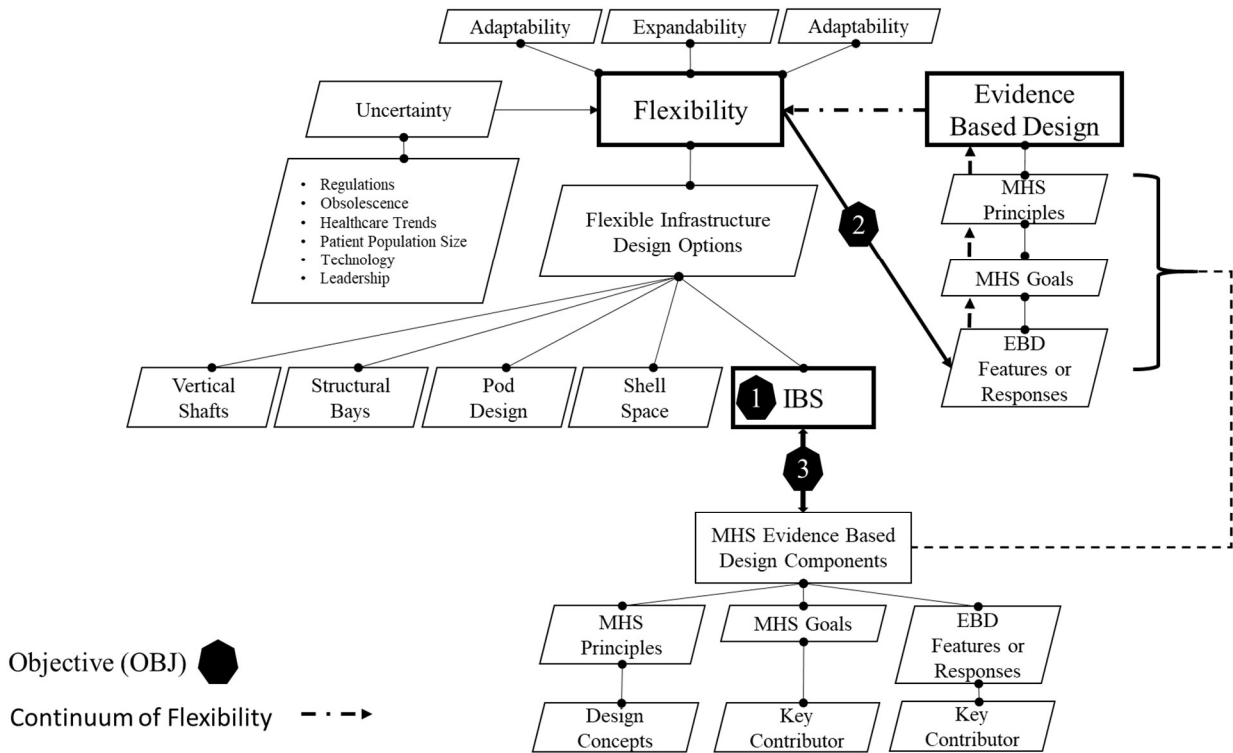 Adaptability
Expandability
Adaptability
Uncertainty
Flexibility
Evidence
Based Design
• Regulations
• Obsolescence
• Healthcare Trends
• Patient Population Size
• Technology
• Leadership
Flexible Infrastructure
Design Options
2
MHS
Principles
MHS Goals
EBD
Features or
Responses
Vertical
Shafts
Structural
Bays
Pod
Design
Shell
Space
1
IBS
3
MHS Evidence Based
Design Components
MHS
Principles
MHS Goals
EBD
Features or
Responses
Design
Concepts
Key
Contributor
Key
Contributor
Objective (OBJ)
Continuum of Flexibility